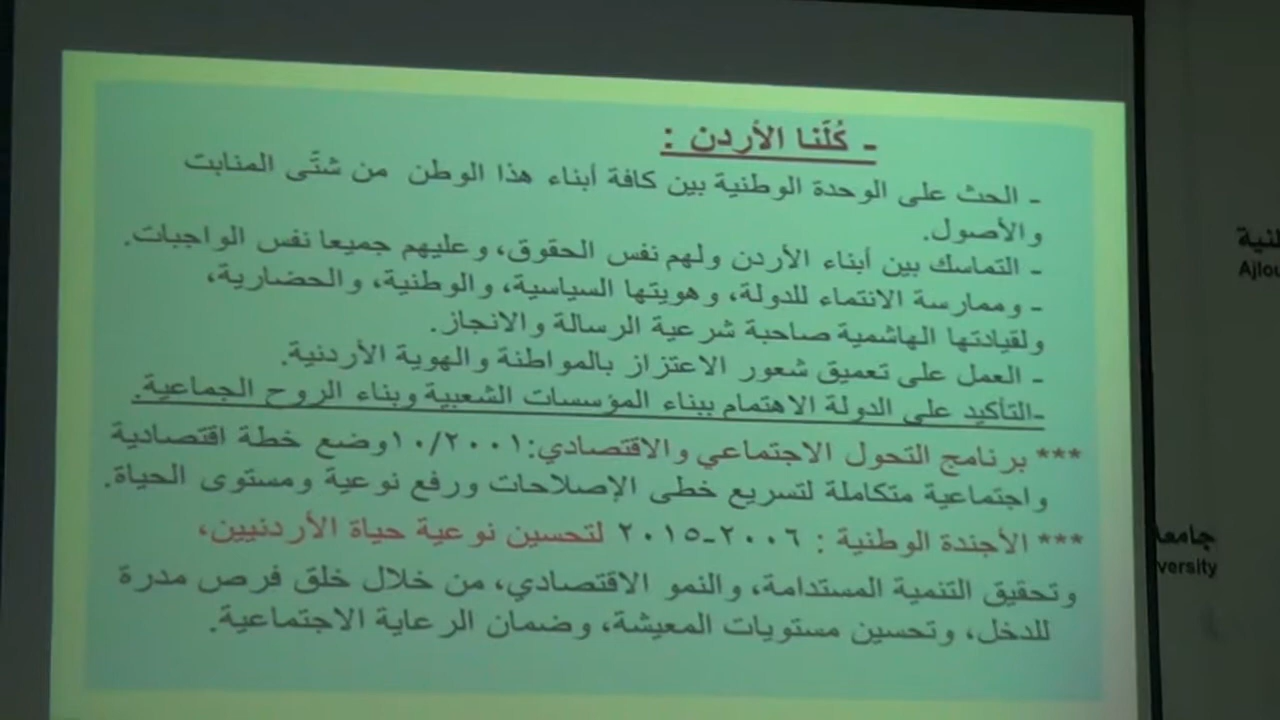 - كُلَّنا الأردن :
- الحث على الوحدة الوطنية بين كافة أبناء هذا الوطن من شتَّى المنابت
والأصول.
- التماسك بين أبناء الأردن ولهم نفس الحقوق، وعليهم جميعا نفس الواجبات.
- وممارسة الانتماء للدولة، وهويتها السياسية، والوطنية، والحضارية،
ولقيادتها الهاشمية صاحبة شرعية الرسالة والانجاز.
- العمل على تعميق شعور الاعتزاز بالمواطنة والهوية الأردنية.
-التأكيد على الدولة الاهتمام ببناء المؤسسات الشعبية وبناء الروح الجماعية.
*** برنامج التحول الاجتماعي والاقتصادي:١٠/٢٠٠١وضع خطة اقتصادية
واجتماعية متكاملة لتسريع خطى الإصلاحات ورفع نوعية ومستوى الحياة.
*** الأجندة الوطنية : ٢٠٠٦-٢٠١٥ لتحسين نوعية حياة الأردنيين،
وتحقيق التنمية المستدامة، والنمو الاقتصادي، من خلال خلق فرص مدرة
للدخل، وتحسين مستويات المعيشة، وضمان الرعاية الاجتماعية.